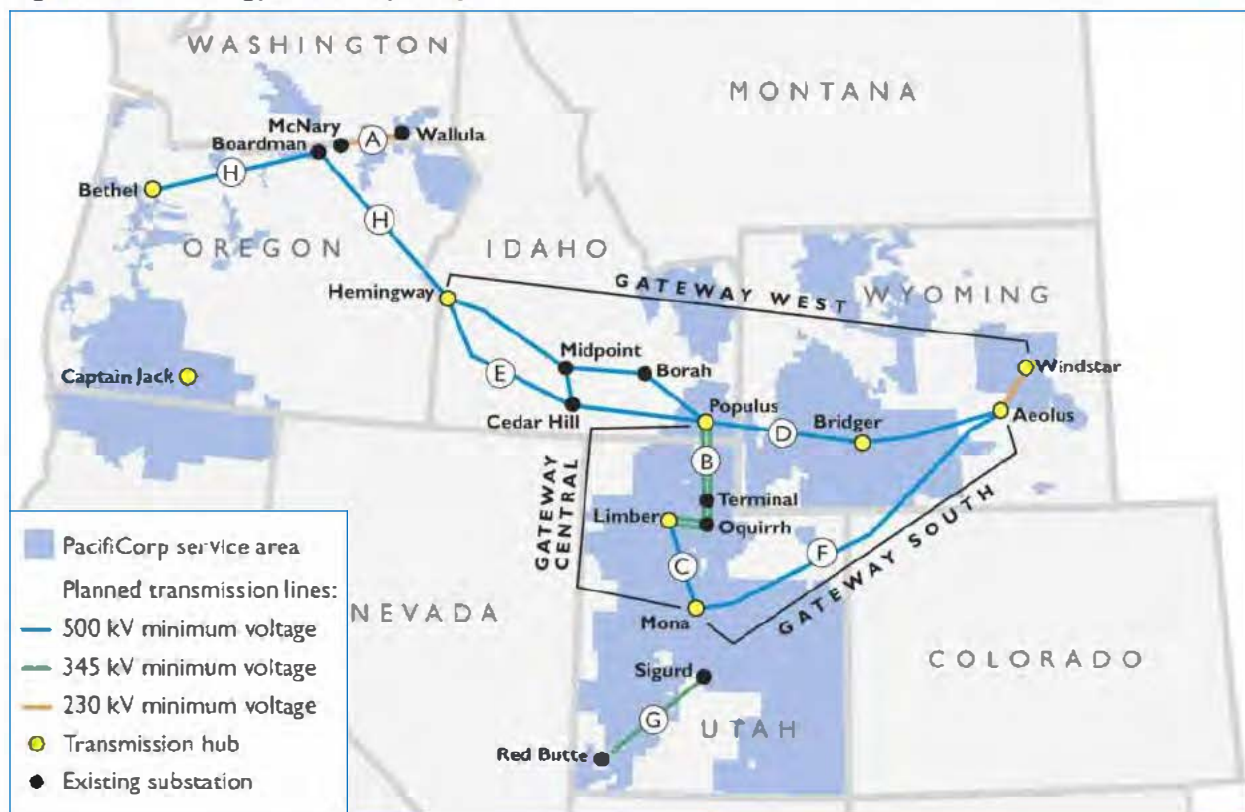 WASHINGTON
MONTANA
McNary
A
Wallula
Boardman
H
Bethel
H
OREGON
IDAHO
Hemingway
GATEWAY WEST
WYOMING
Windstar
Midpoint
Captain Jack
E
Borah
Populus
Bridger
Aeolus
Cedar Hill
D
B
GATEWAY
CENTRAL
Terminal
Limber
Oquirrh
GATEWAY SOUTH
F
C
Mona
NEVADA
Sigurd
COLORADO
G
UTAH
Red Butte
PacifiCorp service area
Planned transmission lines:
500 kV minimum voltage
345 kV minimum voltage
230 kV minimum voltage
Transmission hub
Existing substation